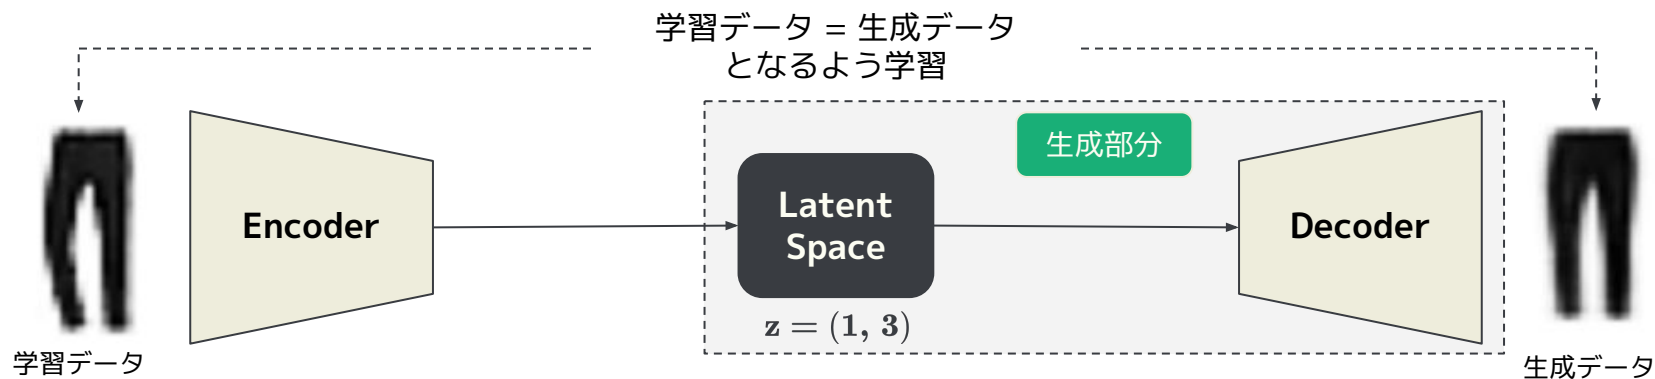 学習データ = 生成データ
となるよう学習
生成部分
Encoder
Latent
Space
Decoder
z = (1, 3)
学習データ
生成データ